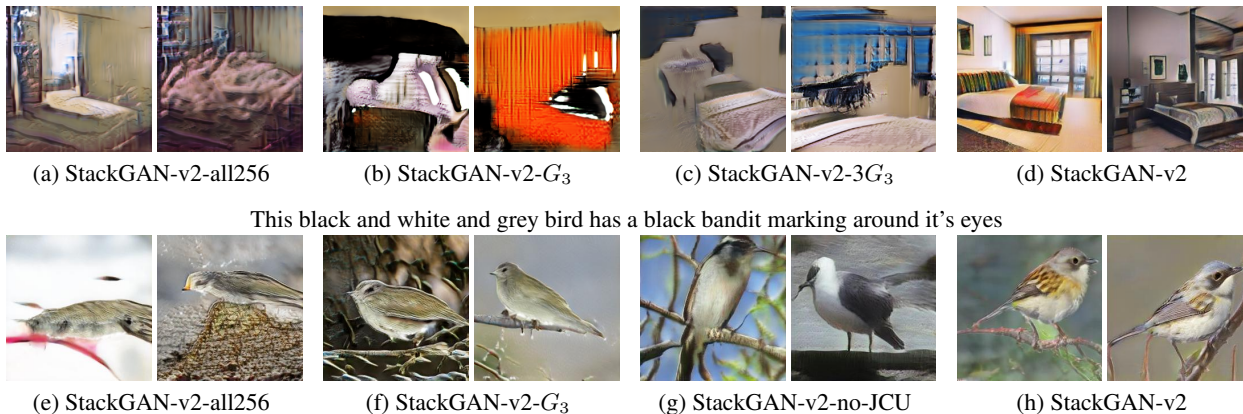 (a) StackGAN-v2-all256 (b) StackGAN-v2-G₃ (c) StackGAN-v2-3G₃ (d) StackGAN-v2
This black and white and grey bird has a black bandit marking around it's eyes
(e) StackGAN-v2-all256 (f) StackGAN-v2-G₃ (g) StackGAN-v2-no-JCU (h) StackGAN-v2